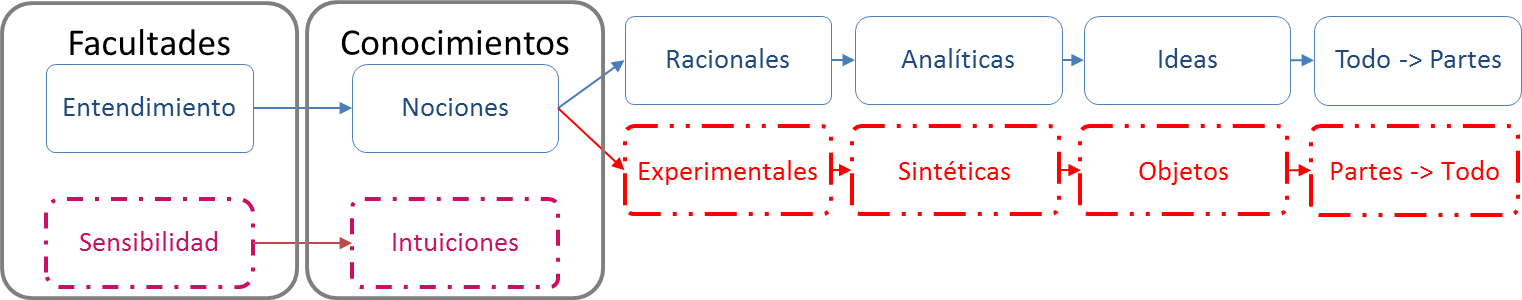 Facultades
Entendimiento
Sensibilidad
Conocimientos
Nociones
Intuiciones
Racionales
Analíticas
Ideas
Todo -> Partes
Experimentales
Sintéticas
Objetos
Partes -> Todo